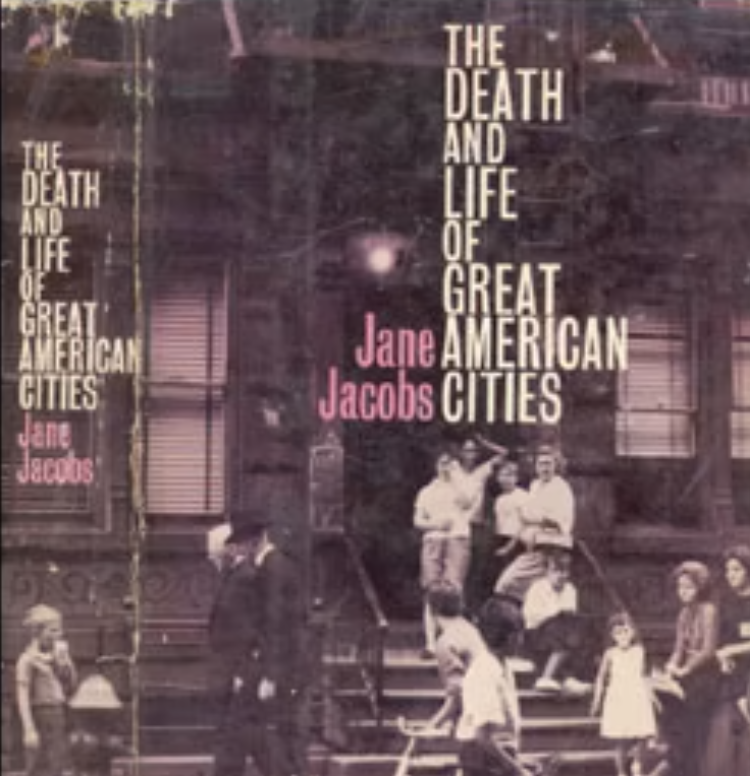 THE
DEATH
AND
LIFE
OF
GREAT
AMERICAN
CITIES
Jane
Jacobs
THE
DEATH
AND
LIFE
OF
GREAT
Jane AMERICAN
Jacobs CITIES